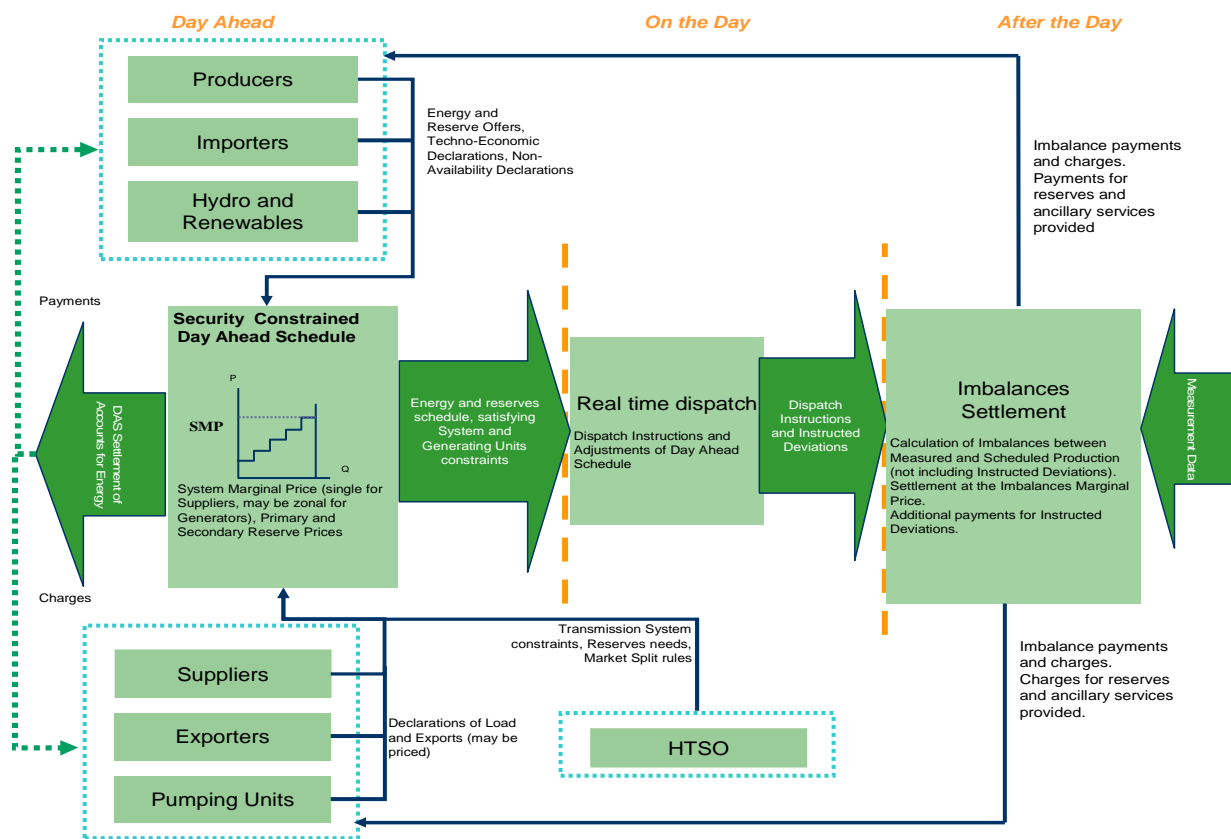 Day Ahead
On the Day
After the Day
Producers
Importers
Hydro and
Renewables
Energy and
Reserve Offers,
Techno-Economic
Declarations, Non-
Availability Declarations
Imbalance payments
and charges.
Payments for
reserves and
ancillary services
provided
Payments
DAS Settlement of
Accounts for Energy
Charges
Security Constrained
Day Ahead Schedule
P
SMP
Q
System Marginal Price (single for
Suppliers, may be zonal for
Generators), Primary and
Secondary Reserve Prices
Energy and reserves
schedule, satisfying
System and
Generating Units
constraints
Real time dispatch
Dispatch Instructions and
Adjustments of Day Ahead
Schedule
Dispatch
Instructions
and Instructed
Deviations
Imbalances
Settlement
Calculation of Imbalances between
Measured and Scheduled Production
(not including Instructed Deviations).
Settlement at the Imbalances Marginal
Price.
Additional payments for Instructed
Deviations.
Measurement Data
Transmission System
constraints, Reserves needs,
Market Split rules
Suppliers
Exporters
Pumping Units
Declarations of Load
and Exports (may be
priced)
HTSO
Imbalance payments
and charges.
Charges for reserves
and ancillary services
provided.